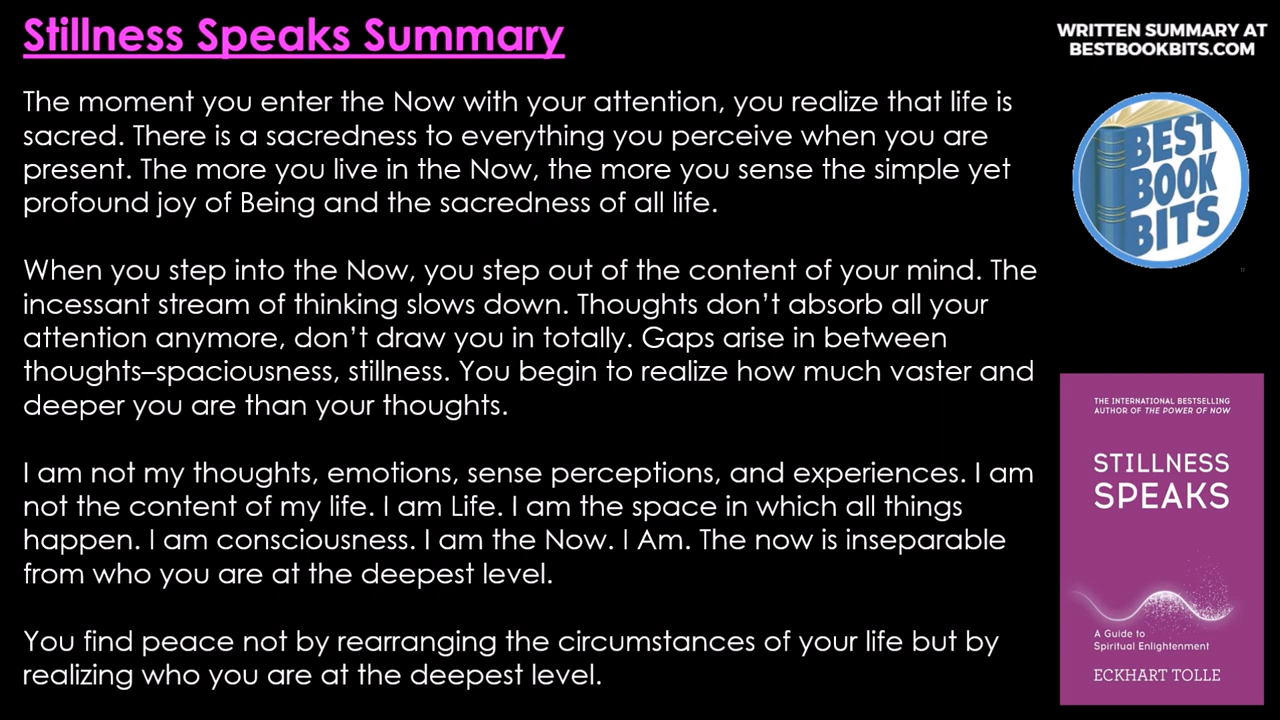 Stillness Speaks Summary
WRITTEN SUMMARY AT
BESTBOOKBITS.COM
The moment you enter the Now with your attention, you realize that life is
sacred. There is a sacredness to everything you perceive when you are
present. The more you live in the Now, the more you sense the simple yet
profound joy of Being and the sacredness of all life.
When you step into the Now, you step out of the content of your mind. The
incessant stream of thinking slows down. Thoughts don’t absorb all your
attention anymore, don’t draw you in totally. Gaps arise in between
thoughts–spaciousness, stillness. You begin to realize how much vaster and
deeper you are than your thoughts.
I am not my thoughts, emotions, sense perceptions, and experiences. I am
not the content of my life. I am Life. I am the space in which all things
happen. I am consciousness. I am the Now. I Am. The now is inseparable
from who you are at the deepest level.
You find peace not by rearranging the circumstances of your life but by
realizing who you are at the deepest level.
BEST
BOOK
BITS
THE INTERNATIONAL BESTSELLING
AUTHOR OF THE POWER OF NOW
STILLNESS
SPEAKS
A Guide to
Spiritual Enlightenment
ECKHART TOLLE